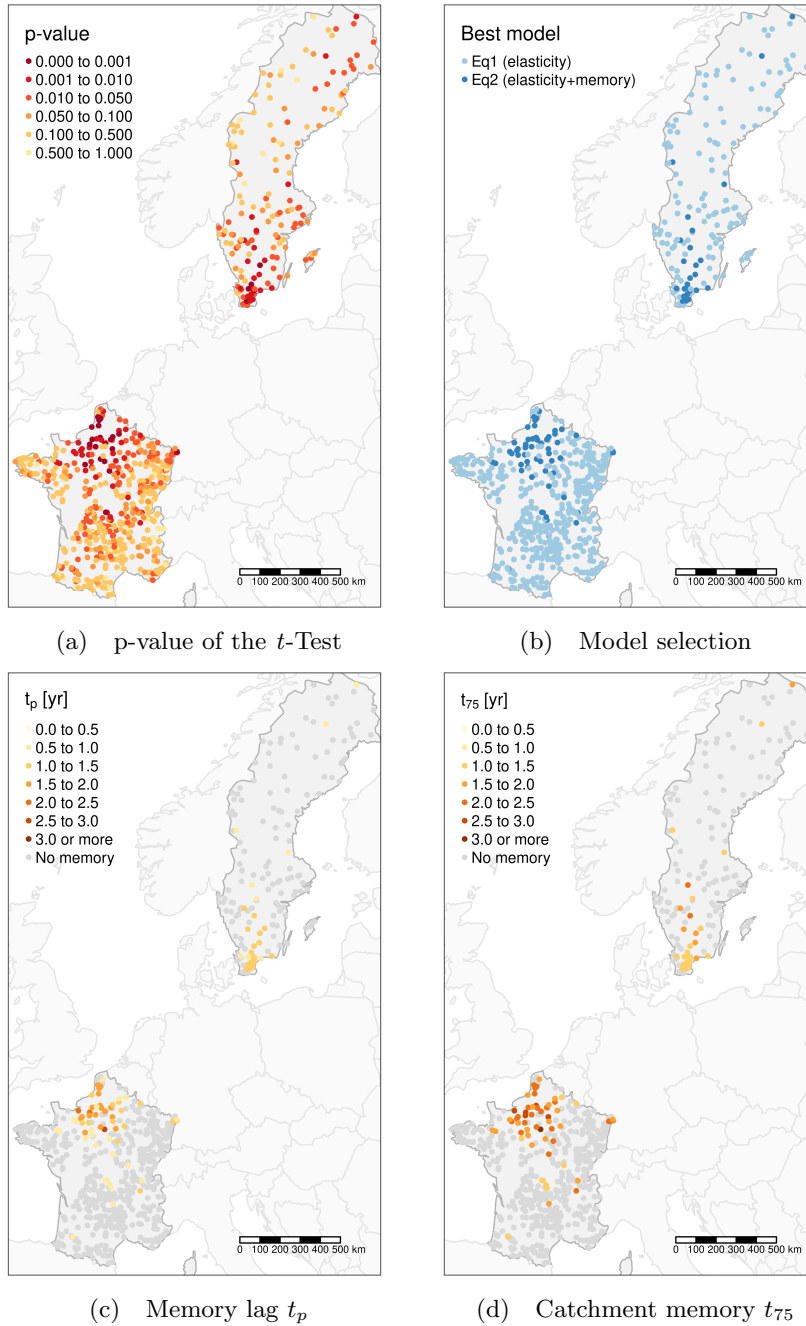 p-value
0.000 to 0.001
0.001 to 0.010
0.010 to 0.050
0.050 to 0.100
0.100 to 0.500
0.500 to 1.000
0 100 200 300 400 500 km
(a) p-value of the t-Test
Best model
Eq1 (elasticity)
Eq2 (elasticity+memory)
0 100 200 300 400 500 km
(b) Model selection
tp [yr]
0.0 to 0.5
0.5 to 1.0
1.0 to 1.5
1.5 to 2.0
2.0 to 2.5
2.5 to 3.0
3.0 or more
No memory
0 100 200 300 400 500 km
(c) Memory lag tp
t75 [yr]
0.0 to 0.5
0.5 to 1.0
1.0 to 1.5
1.5 to 2.0
2.0 to 2.5
2.5 to 3.0
3.0 or more
No memory
0 100 200 300 400 500 km
(d) Catchment memory t75